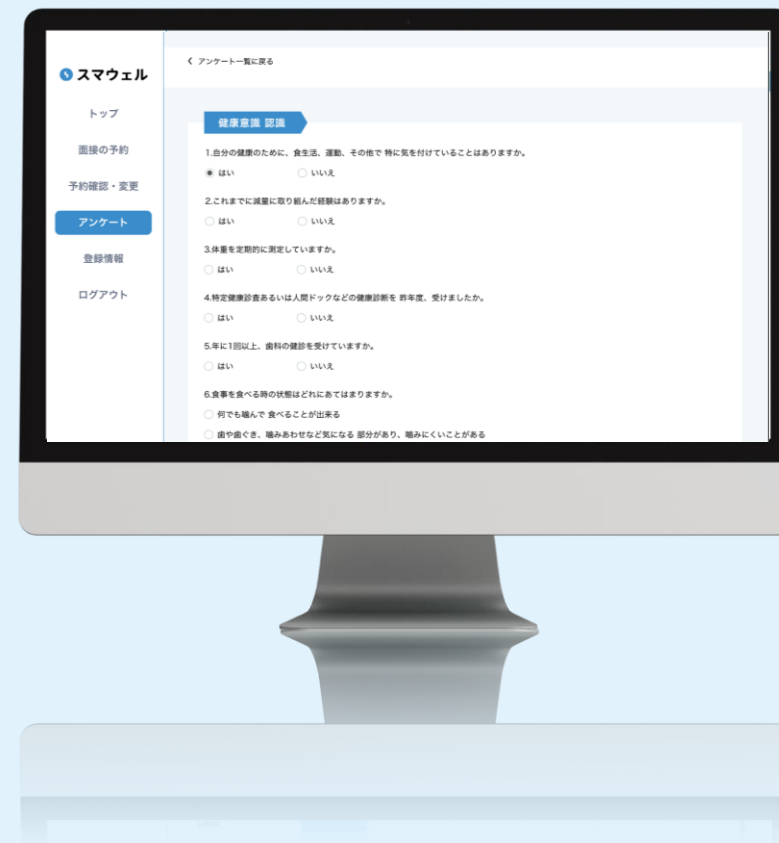 スマウェル
トップ
面接の予約
予約確認・変更
アンケート
登録情報
ログアウト
アンケート一覧に戻る
健康意識 認識
1.自分の健康のために、食生活、運動、その他で 特に気を付けていることはありますか。
はい いいえ
2.これまでに減量に取り組んだ経験はありますか。
はい いいえ
3.体重を定期的に測定していますか。
はい いいえ
4.特定健康診査あるいは人間ドックなどの健康診断を 昨年度、受けましたか。
はい いいえ
5.年に1回以上、歯科の健診を受けていますか。
はい いいえ
6.食事を食べる時の状態はどれにあてはまりますか。
何でも噛んで 食べることが出来る
歯や歯ぐき、噛みあわせなど気になる 部分があり、噛みにくいことがある